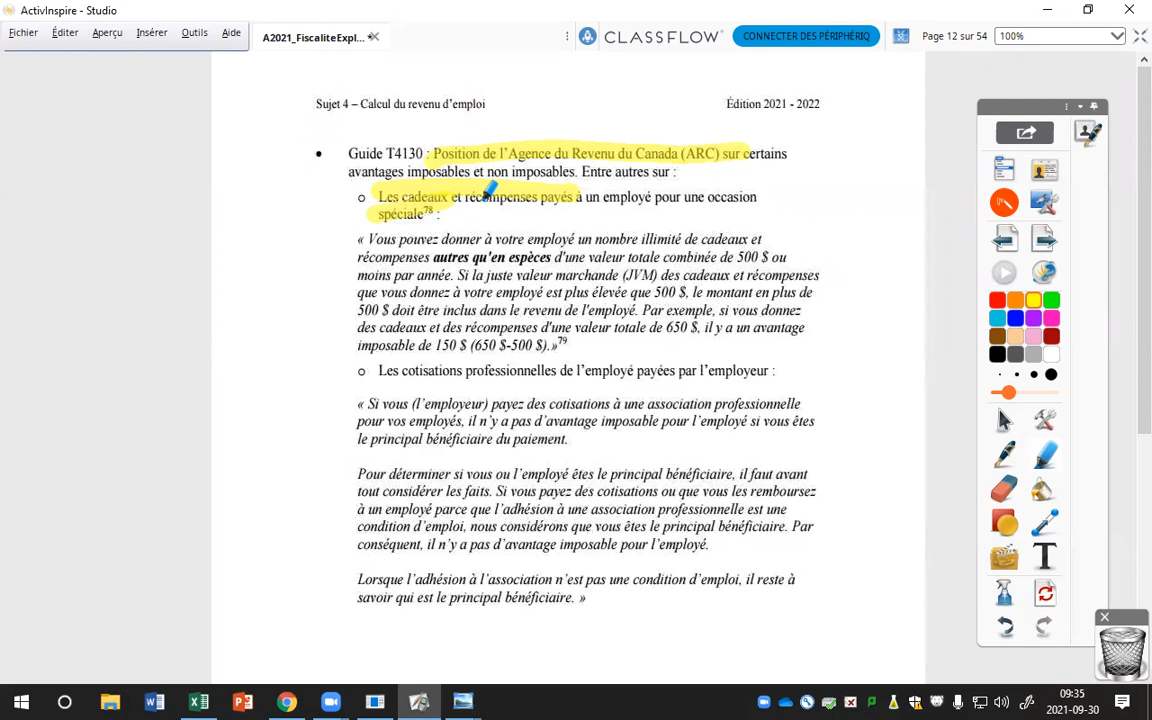 ActivInspire - Studio
Fichier Éditer Aperçu Insérer Outils Aide
A2021_FiscaliteExpl...
CLASSFLOW
CONNECTER DES PÉRIPHÉRIQ
Page 12 sur 54
100%
Sujet 4 – Calcul du revenu d'emploi
Édition 2021 - 2022
• Guide T4130 : Position de l'Agence du Revenu du Canada (ARC) sur certains
avantages imposables et non imposables. Entre autres sur :
o Les cadeaux et récompenses payés à un employé pour une occasion
spéciale78 :
« Vous pouvez donner à votre employé un nombre illimité de cadeaux et
récompenses autres qu'en espèces d'une valeur totale combinée de 500 $ ou
moins par année. Si la juste valeur marchande (JVM) des cadeaux et récompenses
que vous donnez à votre employé est plus élevée que 500 $, le montant en plus de
500 $ doit être inclus dans le revenu de l'employé. Par exemple, si vous donnez
des cadeaux et des récompenses d'une valeur totale de 650 $, il y a un avantage
imposable de 150 $ (650 $-500 $).»79
o Les cotisations professionnelles de l'employé payées par l'employeur :
« Si vous (l'employeur) payez des cotisations à une association professionnelle
pour vos employés, il n'y a pas d'avantage imposable pour l'employé si vous êtes
le principal bénéficiaire du paiement.
Pour déterminer si vous ou l'employé êtes le principal bénéficiaire, il faut avant
tout considérer les faits. Si vous payez des cotisations ou que vous les remboursez
à un employé parce que l'adhésion à une association professionnelle est une
condition d'emploi, nous considérons que vous êtes le principal bénéficiaire. Par
conséquent, il n'y a pas d'avantage imposable pour l'employé.
Lorsque l'adhésion à l'association n'est pas une condition d'emploi, il reste à
savoir qui est le principal bénéficiaire. »
09:35
2021-09-30